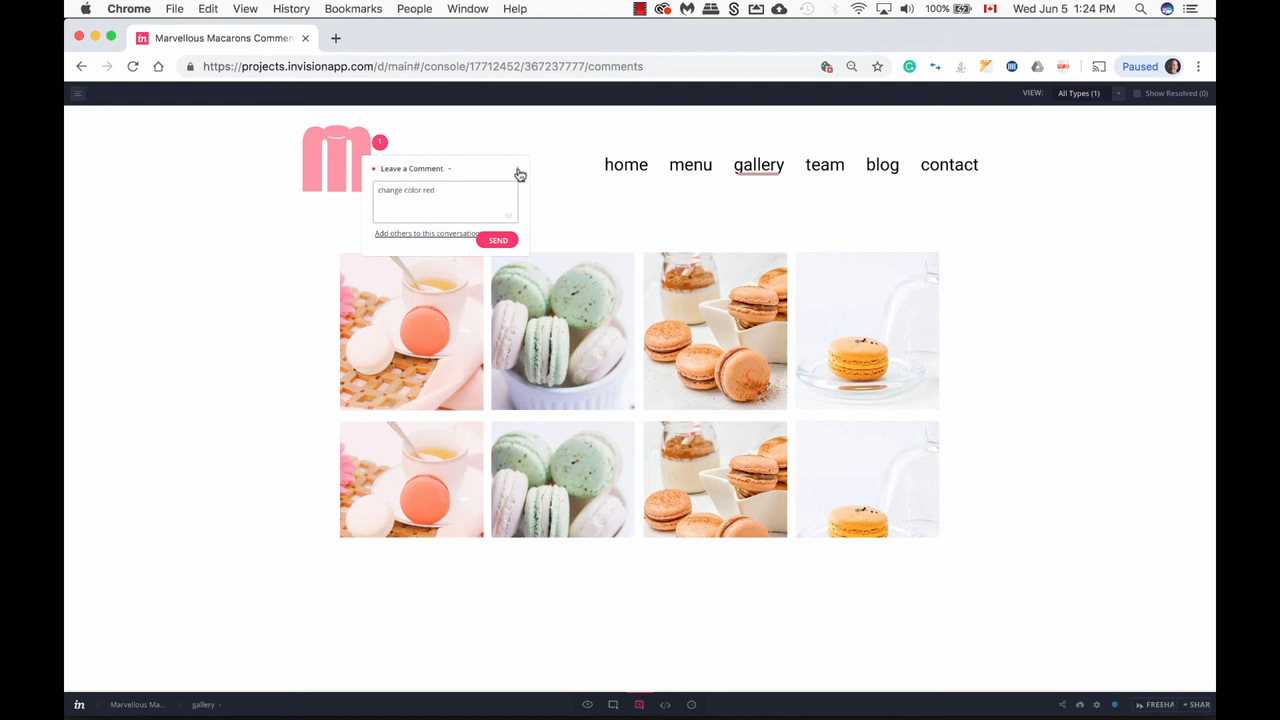 Chrome File Edit View History Bookmarks People Window Help 100% Wed Jun 5 1:24 PM
Marvellous Macarons Commen
https://projects.invisionapp.com/d/main#/console/17712452/367237777/comments Paused
VIEW: All Types (1) Show Resolved (0)
1
Leave a Comment
change color red
Add others to this conversation
SEND
home menu gallery team blog contact
in Marvellous Ma... gallery FREEHA SHAR